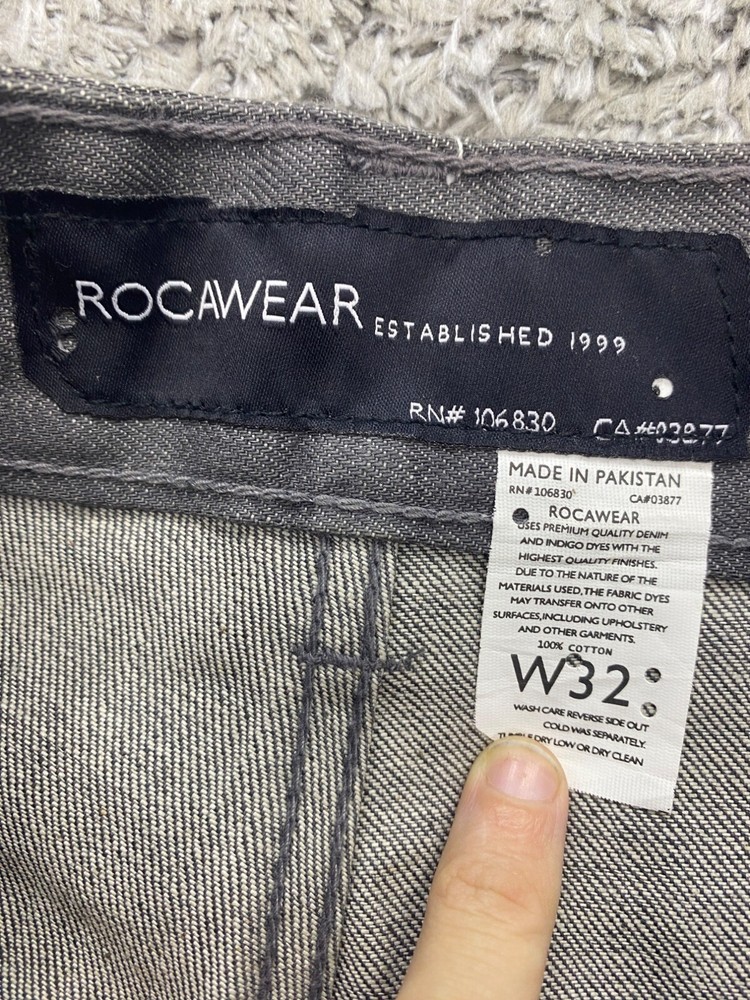 ROCAWEAR ESTABLISHED 1999
RN# 106830 CA#03877
MADE IN PAKISTAN
RN#106830 CA#03877
ROCAWEAR
USES PREMIUM QUALITY DENIM
AND INDIGO DYES WITH THE
HIGHEST QUALITY FINISHES.
DUE TO THE NATURE OF THE
MATERIALS USED,THE FABRIC DYES
MAY TRANSFER ONTO OTHER
SURFACES,INCLUDING UPHOLSTERY
AND OTHER GARMENTS.
100% COTTON
W32
WASH CARE REVERSE SIDE OUT
COLD WAS SEPARATELY.
TUMBLE DRY LOW OR DRY CLEAN